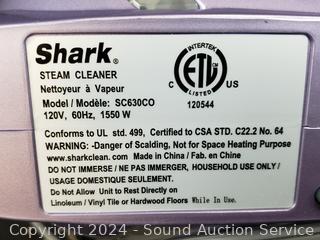 Shark®
STEAM CLEANER
Nettoyeur à Vapeur
Model / Modèle: SC630CO
120V, 60Hz, 1550 W
INTERTEK
C ETL US
LISTED
120544
Conforms to UL std. 499, Certified to CSA STD. C22.2 No. 64
WARNING: -Danger of Scalding, Not for Space Heating Purpose
www.sharkclean.com Made in China / Fab. en Chine
DO NOT IMMERSE / NE PAS IMMERGER, HOUSEHOLD USE ONLY /
USAGE DOMESTIQUE SEULEMENT.
Do Not Allow Unit to Rest Directly on
Linoleum / Vinyl Tile or Hardwood Floors While In Use.
Copyright 2024 - Sound Auction Service